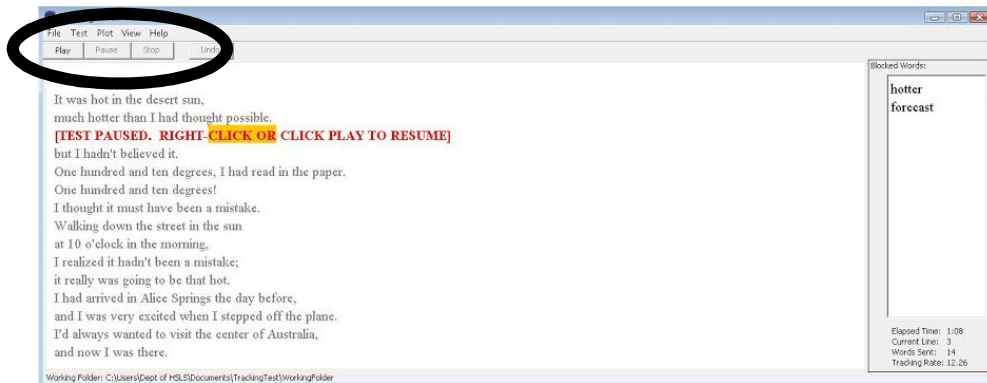 File Test Plot View Help
Play Pause Stop Undo
Blocked Words:
hotter
forecast
It was hot in the desert sun,
much hotter than I had thought possible.
[TEST PAUSED. RIGHT-CLICK OR CLICK PLAY TO RESUME]
but I hadn't believed it.
One hundred and ten degrees, I had read in the paper.
One hundred and ten degrees!
I thought it must have been a mistake.
Walking down the street in the sun
at 10 o'clock in the morning,
I realized it hadn't been a mistake;
it really was going to be that hot.
I had arrived in Alice Springs the day before,
and I was very excited when I stepped off the plane.
I'd always wanted to visit the center of Australia,
and now I was there.
Elapsed Time: 1:08
Current Line: 3
Words Sent: 14
Tracking Rate: 12.26
Working Folder: C:\Users\Dept of HSLS\Documents\TrackingTest\WorkingFolder